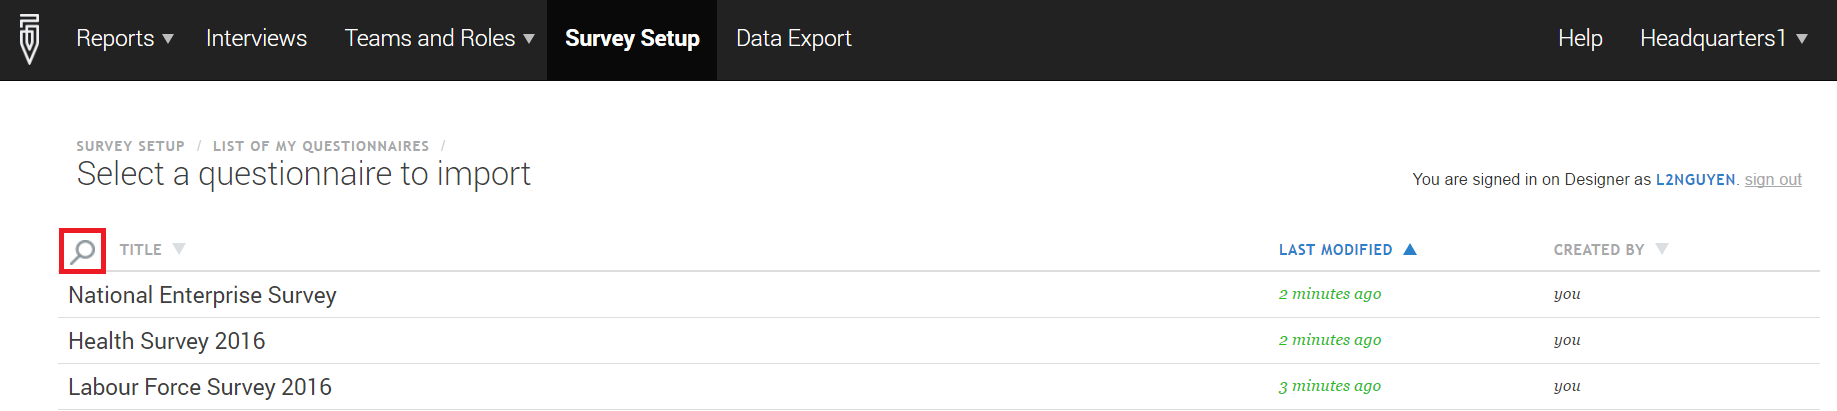 Reports Interviews Teams and Roles Survey Setup Data Export Help Headquarters1
SURVEY SETUP / LIST OF MY QUESTIONNAIRES /
Select a questionnaire to import
You are signed in on Designer as L2NGUYEN. sign out
TITLE LAST MODIFIED CREATED BY
National Enterprise Survey 2 minutes ago you
Health Survey 2016 2 minutes ago you
Labour Force Survey 2016 3 minutes ago you